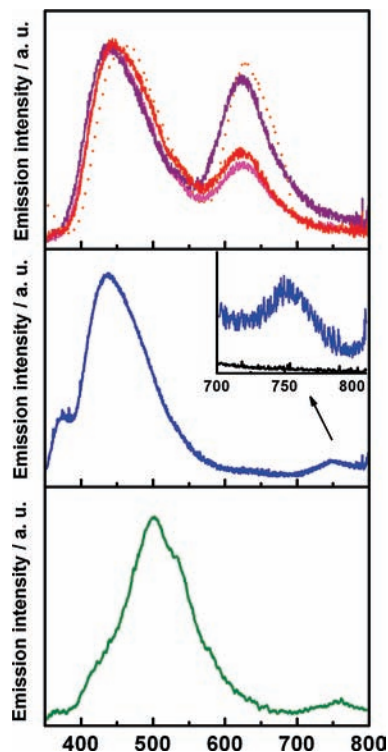 Emission intensity / a. u.
Emission intensity / a. u.
700 750 800
Emission intensity / a. u.
400 500 600 700 800